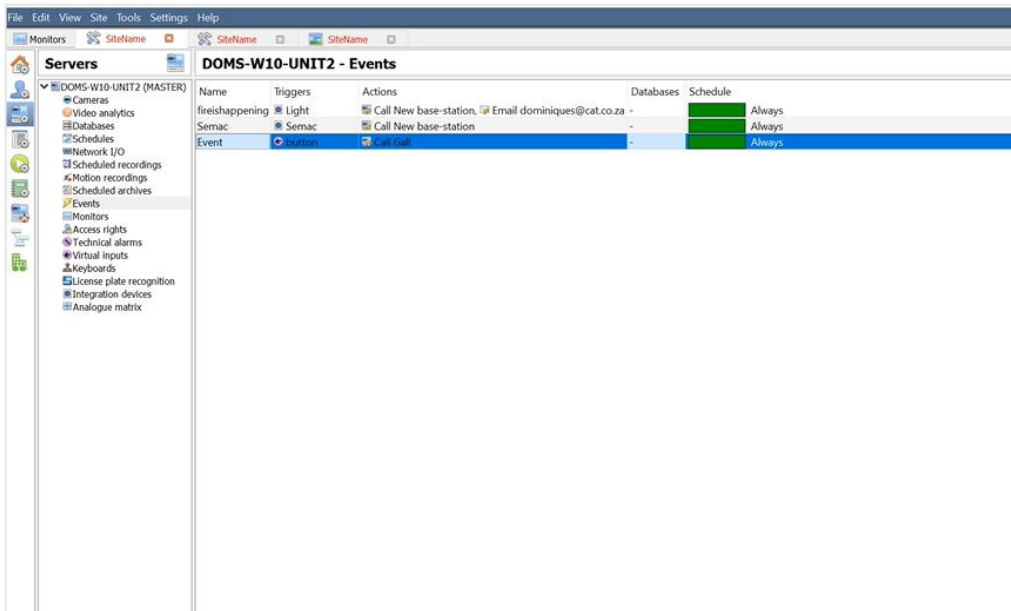 File Edit View Site Tools Settings Help
Monitors SiteName SiteName SiteName
Servers
DOMS-W10-UNIT2 - Events
DOMS-W10-UNIT2 (MASTER)
Cameras
Video analytics
Databases
Schedules
Network I/O
Scheduled recordings
Motion recordings
Scheduled archives
Events
Monitors
Access rights
Technical alarms
Virtual inputs
Keyboards
License plate recognition
Integration devices
Analogue matrix
Name Triggers Actions Databases Schedule
fireishappening Light Call New base-station, Email dominiques@cat.co.za - Always
Semac Semac Call New base-station - Always
Event button Call Gall - Always